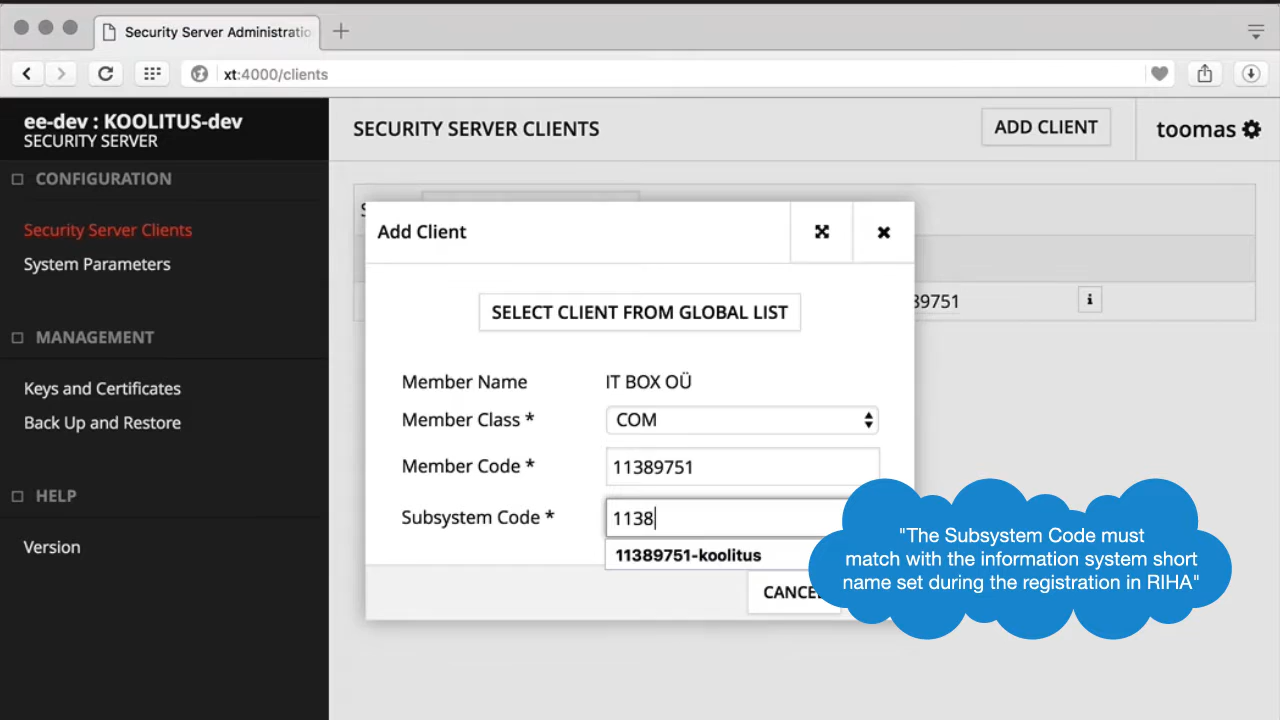 Security Server Administratio
xt:4000/clients
ee-dev : KOOLITUS-dev
SECURITY SERVER
SECURITY SERVER CLIENTS
ADD CLIENT
toomas
CONFIGURATION
Security Server Clients
System Parameters
MANAGEMENT
Keys and Certificates
Back Up and Restore
HELP
Version
S
89751
i
Add Client
SELECT CLIENT FROM GLOBAL LIST
Member Name IT BOX OÜ
Member Class * COM
Member Code * 11389751
Subsystem Code * 1138
11389751-koolitus
CANCEL
"The Subsystem Code must
match with the information system short
name set during the registration in RIHA"